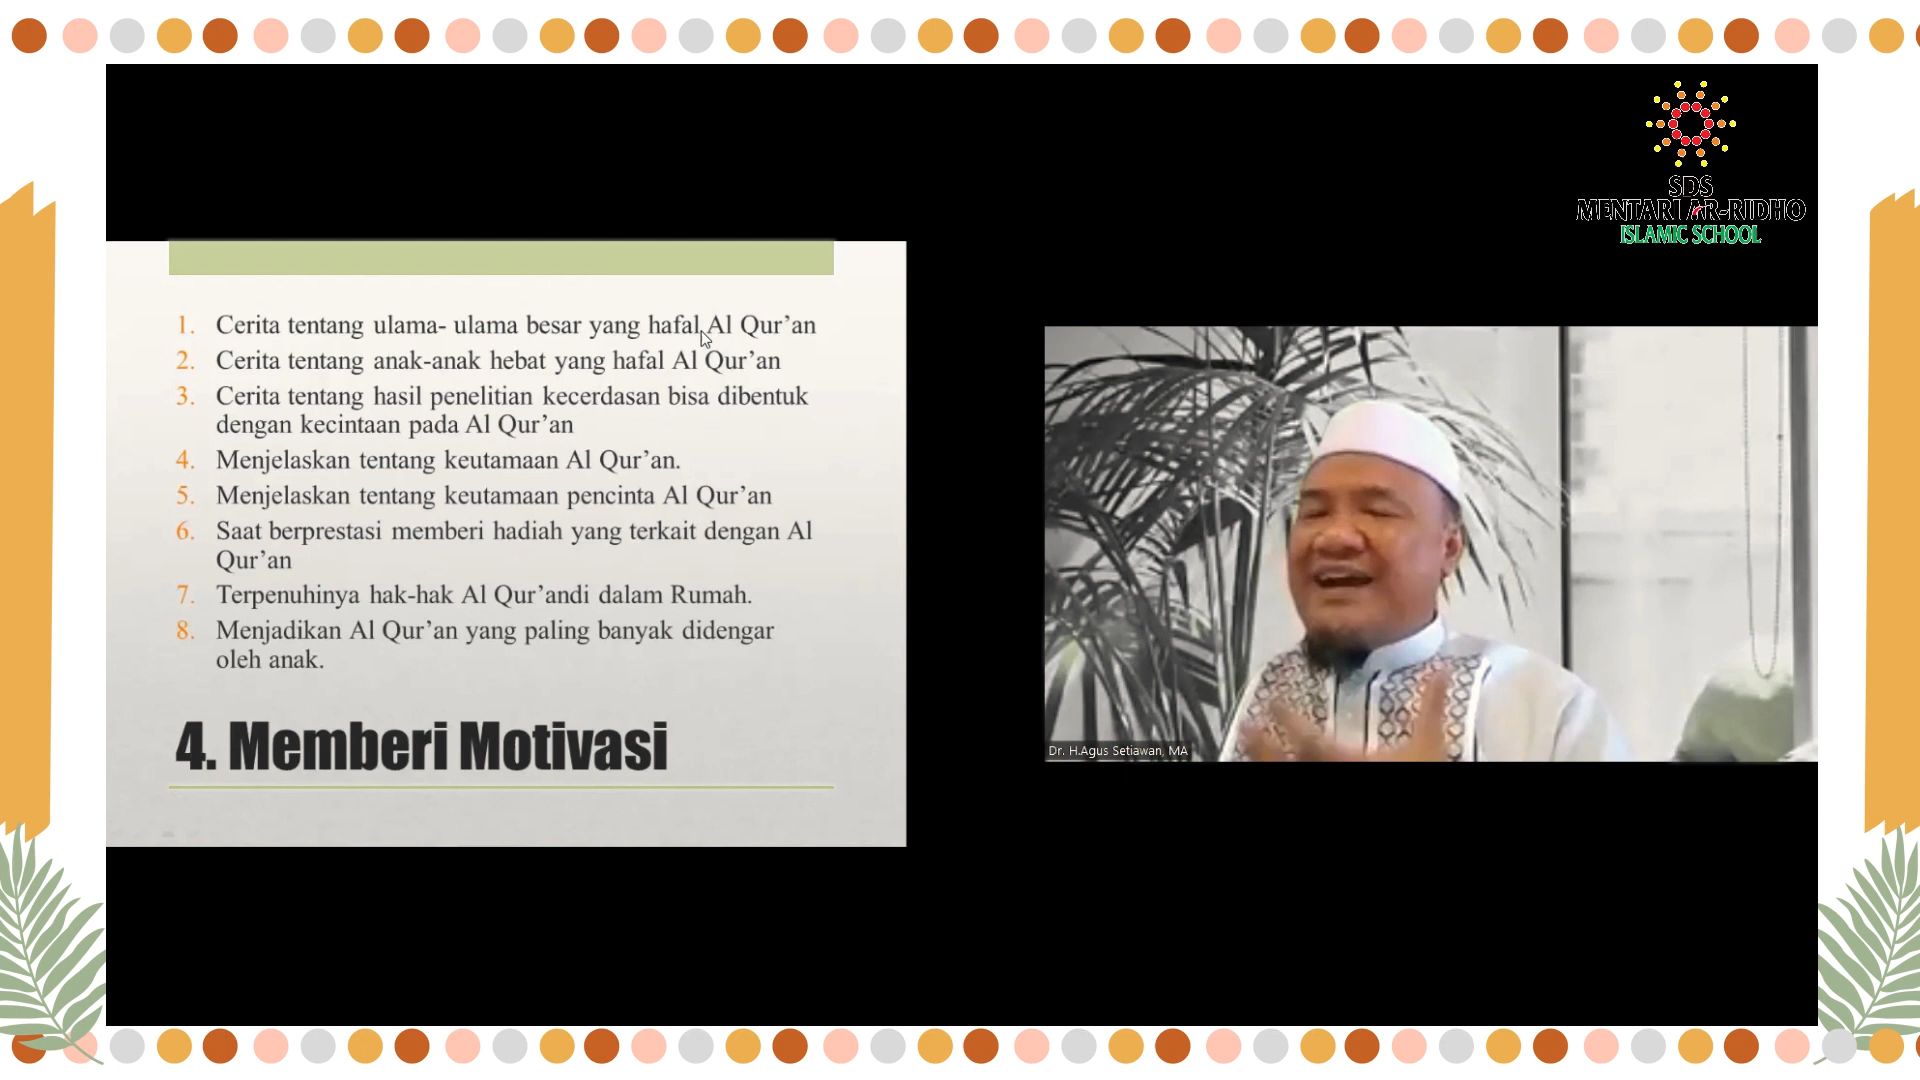 SDS
MENTARI AR-RIDHO
ISLAMIC SCHOOL
1. Cerita tentang ulama- ulama besar yang hafal Al Qur’an
2. Cerita tentang anak-anak hebat yang hafal Al Qur’an
3. Cerita tentang hasil penelitian kecerdasan bisa dibentuk
dengan kecintaan pada Al Qur’an
4. Menjelaskan tentang keutamaan Al Qur’an.
5. Menjelaskan tentang keutamaan pencinta Al Qur’an
6. Saat berprestasi memberi hadiah yang terkait dengan Al
Qur’an
7. Terpenuhinya hak-hak Al Qur’andi dalam Rumah.
8. Menjadikan Al Qur’an yang paling banyak didengar
oleh anak.
4. Memberi Motivasi
Dr. H.Agus Setiawan, MA